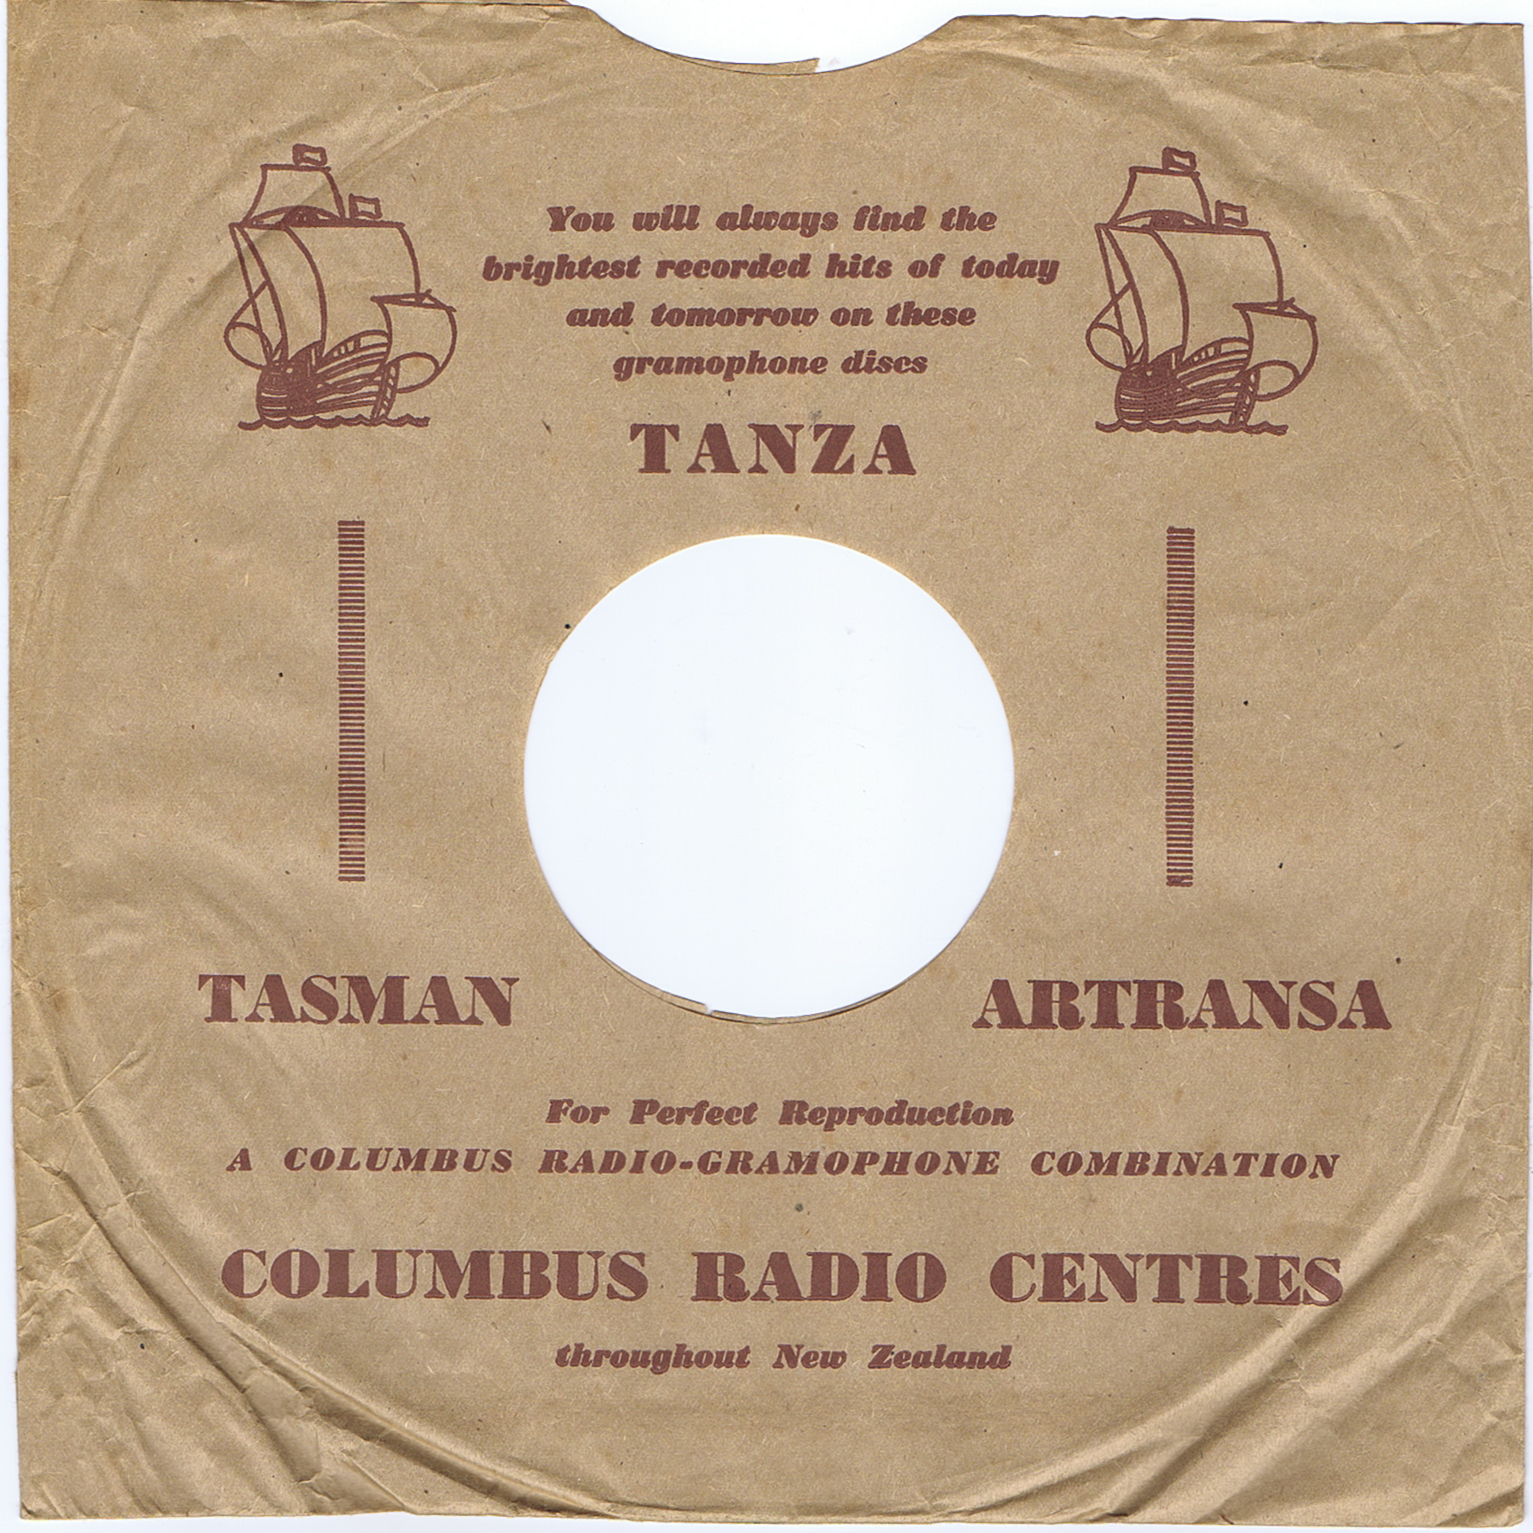 You will always find the
brightest recorded hits of today
and tomorrow on these
gramophone discs
TANZA
TASMAN
ARTRANSA
For Perfect Reproduction
A COLUMBUS RADIO-GRAMOPHONE COMBINATION
COLUMBUS RADIO CENTRES
throughout New Zealand